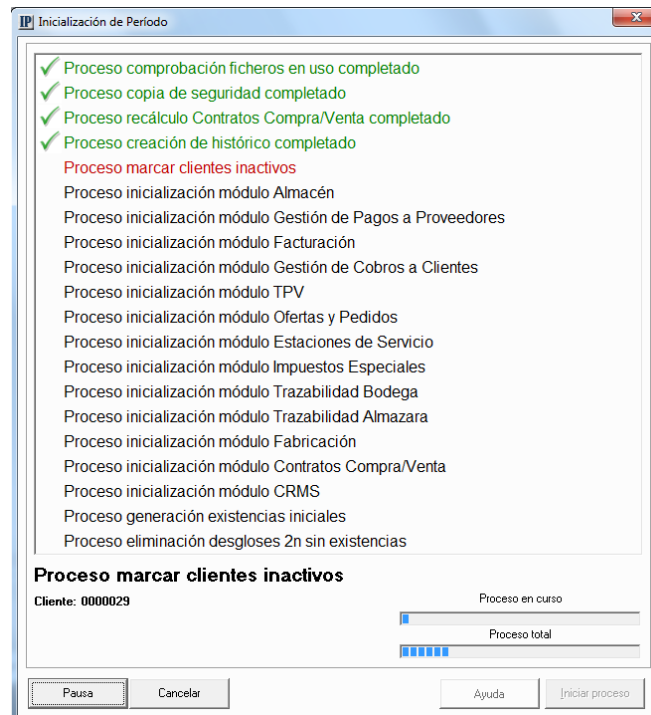 IP Inicialización de Período
Proceso comprobación ficheros en uso completado
Proceso copia de seguridad completado
Proceso recálculo Contratos Compra/Venta completado
Proceso creación de histórico completado
Proceso marcar clientes inactivos
Proceso inicialización módulo Almacén
Proceso inicialización módulo Gestión de Pagos a Proveedores
Proceso inicialización módulo Facturación
Proceso inicialización módulo Gestión de Cobros a Clientes
Proceso inicialización módulo TPV
Proceso inicialización módulo Ofertas y Pedidos
Proceso inicialización módulo Estaciones de Servicio
Proceso inicialización módulo Impuestos Especiales
Proceso inicialización módulo Trazabilidad Bodega
Proceso inicialización módulo Trazabilidad Almazara
Proceso inicialización módulo Fabricación
Proceso inicialización módulo Contratos Compra/Venta
Proceso inicialización módulo CRMS
Proceso generación existencias iniciales
Proceso eliminación desgloses 2n sin existencias
Proceso marcar clientes inactivos
Cliente: 0000029
Proceso en curso
Proceso total
Pausa
Cancelar
Ayuda
Iniciar proceso